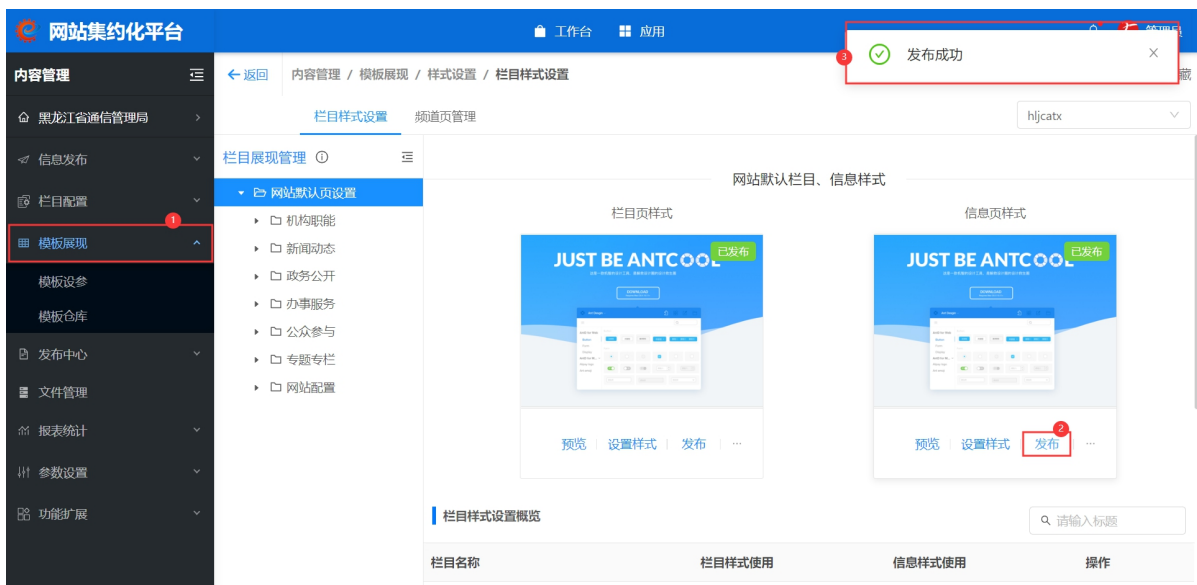 网站集约化平台
工作台
应用
3
发布成功
内容管理
返回
内容管理 / 模板展现 / 样式设置 / 栏目样式设置
藏
黑龙江省通信管理局
栏目样式设置
频道页管理
hljcatx
信息发布
栏目展现管理
网站默认栏目、信息样式
栏目配置
网站默认页设置
1
模板展现
机构职能
栏目页样式
信息页样式
新闻动态
JUST BE ANTCOOL
已发布
JUST BE ANTCOOL
已发布
模板设参
政务公开
模板仓库
办事服务
DOWNLOAD
DOWNLOAD
发布中心
公众参与
专题专栏
文件管理
网站配置
报表统计
2
预览
设置样式
发布
...
预览
设置样式
发布
...
参数设置
功能扩展
栏目样式设置概览
请输入标题
栏目名称
栏目样式使用
信息样式使用
操作